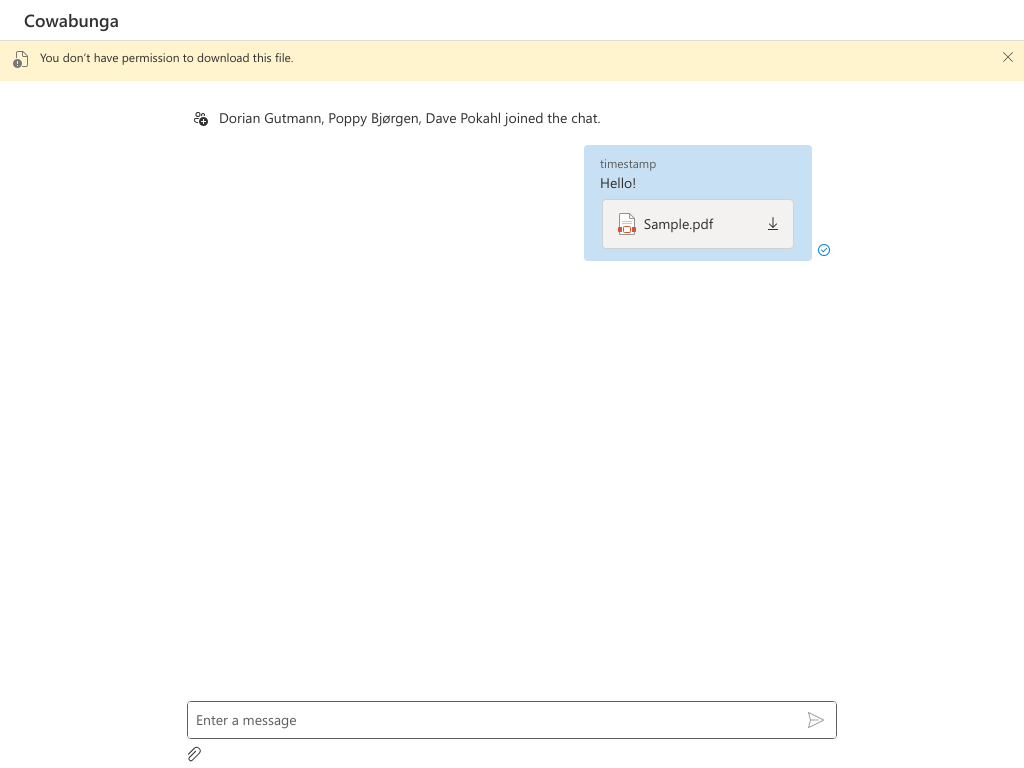 Cowabunga
You don't have permission to download this file.
Dorian Gutmann, Poppy Bjørgen, Dave Pokahl joined the chat.
timestamp
Hello!
Sample.pdf
Enter a message